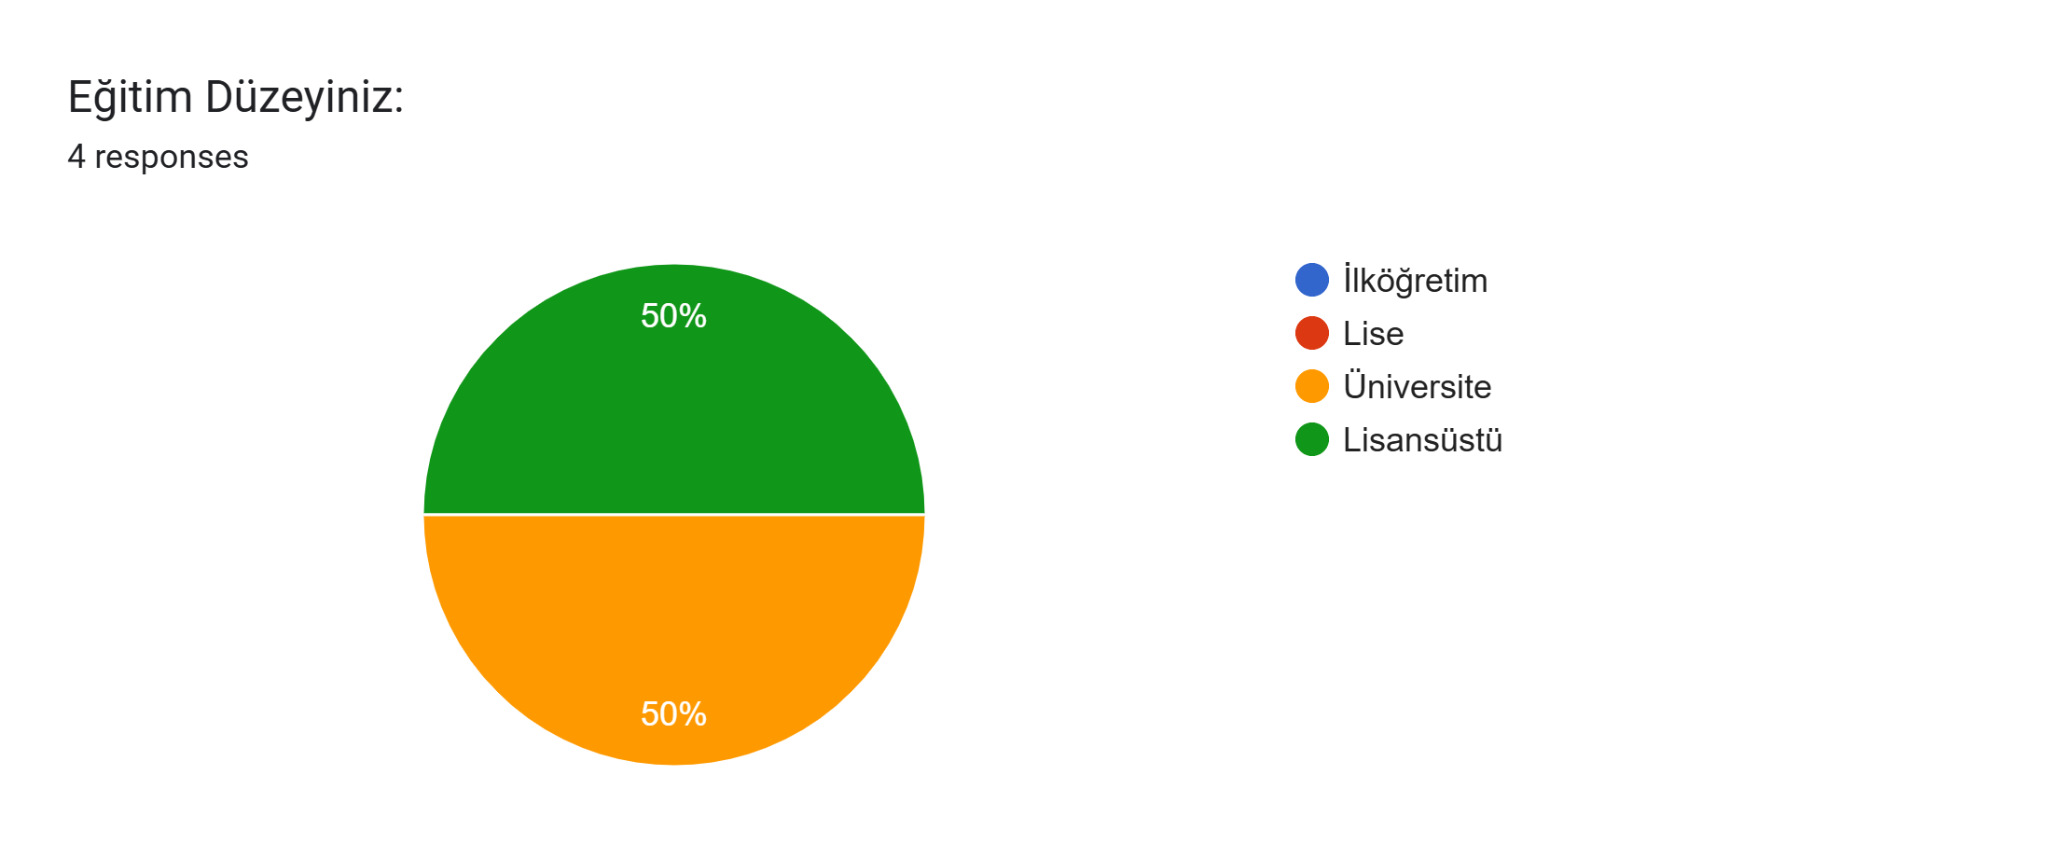 Eğitim Düzeyiniz:
4 responses
50%
50%
İlköğretim
Lise
Üniversite
Lisansüstü